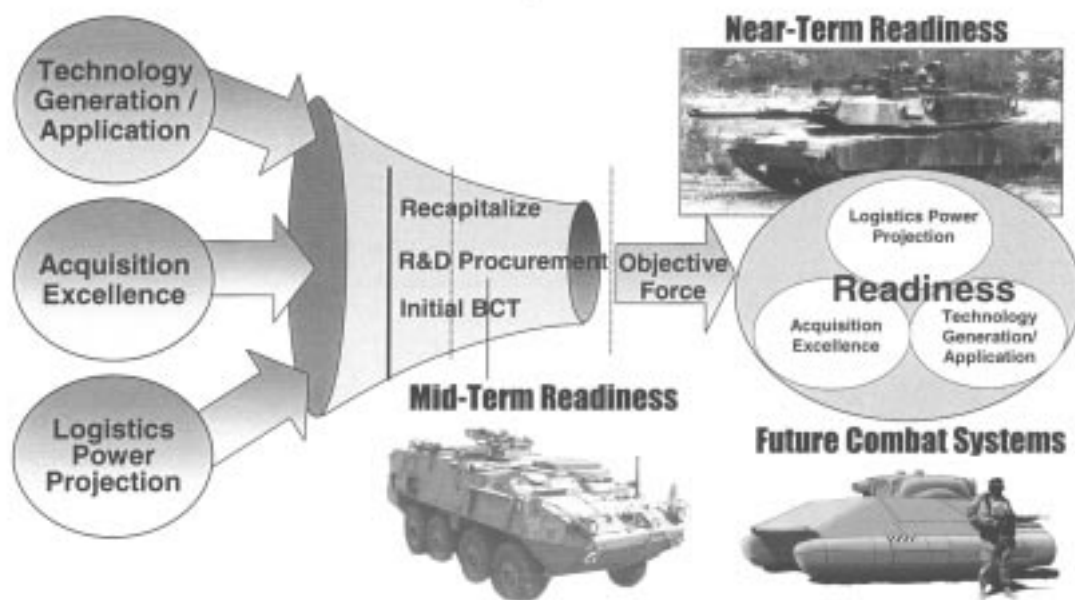 Technology
Generation /
Application
Acquisition
Excellence
Logistics
Power
Projection
Recapitalize
R&D Procurement
Initial BCT
Objective
Force
Near-Term Readiness
Logistics Power
Projection
Readiness
Acquisition
Excellence
Technology
Generation/
Application
Mid-Term Readiness
Future Combat Systems